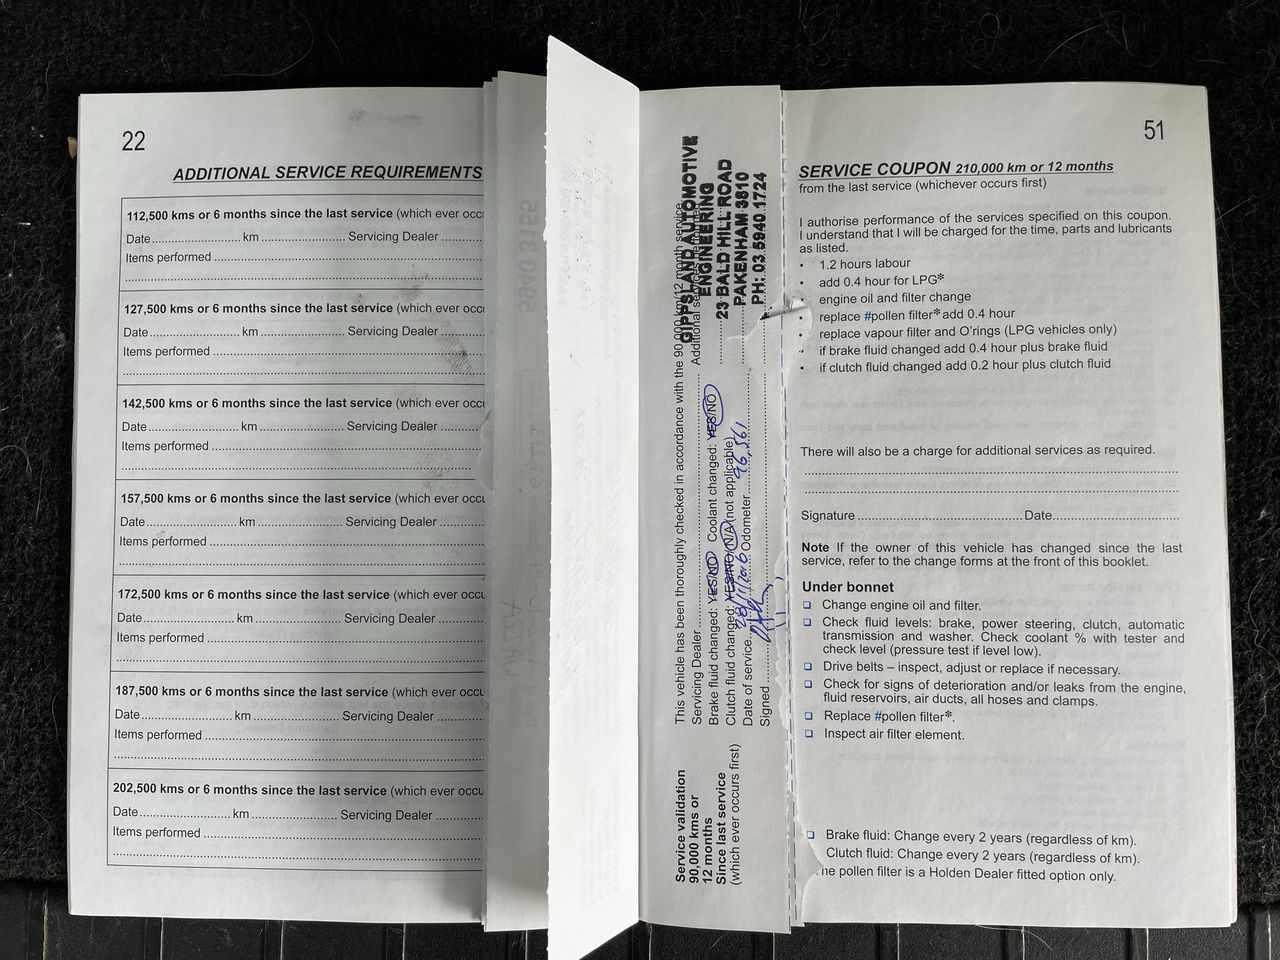 22
ADDITIONAL SERVICE REQUIREMENTS
112,500 kms or 6 months since the last service (which ever occu
Date.................... km .................. Servicing Dealer ..........
Items performed ..........................................................
127,500 kms or 6 months since the last service (which ever occu
Date.................... km .................. Servicing Dealer ..........
Items performed ..........................................................
142,500 kms or 6 months since the last service (which ever occu
Date.................... km .................. Servicing Dealer ..........
Items performed ..........................................................
157,500 kms or 6 months since the last service (which ever occu
Date.................... km .................. Servicing Dealer ..........
Items performed ..........................................................
172,500 kms or 6 months since the last service (which ever occu
Date.................... km .................. Servicing Dealer ..........
Items performed ..........................................................
187,500 kms or 6 months since the last service (which ever occu
Date.................... km .................. Servicing Dealer ..........
Items performed ..........................................................
202,500 kms or 6 months since the last service (which ever occu
Date.................... km .................. Servicing Dealer ..........
Items performed ..........................................................
Service validation
90,000 kms or
12 months
Since last service
(which ever occurs first)
This vehicle has been thoroughly checked in accordance with the 90,000 km/12 month service.
Servicing Dealer .................... Additional services performed
Brake fluid changed: YES/NO Coolant changed: YES/NO
Clutch fluid changed: YES/NO/N/A (not applicable)
Date of service 28/11/2016 Odometer 96,561
Signed
GIPPSLAND AUTOMOTIVE
ENGINEERING
23 BALD HILL ROAD
PAKENHAM 3810
PH: 03 5940 1724
51
SERVICE COUPON 210,000 km or 12 months
from the last service (whichever occurs first)
I authorise performance of the services specified on this coupon.
I understand that I will be charged for the time, parts and lubricants
as listed.
• 1.2 hours labour
• add 0.4 hour for LPG*
• engine oil and filter change
• replace #pollen filter* add 0.4 hour
• replace vapour filter and O'rings (LPG vehicles only)
• if brake fluid changed add 0.4 hour plus brake fluid
• if clutch fluid changed add 0.2 hour plus clutch fluid
There will also be a charge for additional services as required.
Signature ........................................ Date..............................
Note If the owner of this vehicle has changed since the last
service, refer to the change forms at the front of this booklet.
Under bonnet
❑ Change engine oil and filter.
❑ Check fluid levels: brake, power steering, clutch, automatic
transmission and washer. Check coolant % with tester and
check level (pressure test if level low).
❑ Drive belts – inspect, adjust or replace if necessary.
❑ Check for signs of deterioration and/or leaks from the engine,
fluid reservoirs, air ducts, all hoses and clamps.
❑ Replace #pollen filter*.
❑ Inspect air filter element.
❑ Brake fluid: Change every 2 years (regardless of km).
Clutch fluid: Change every 2 years (regardless of km).
he pollen filter is a Holden Dealer fitted option only.